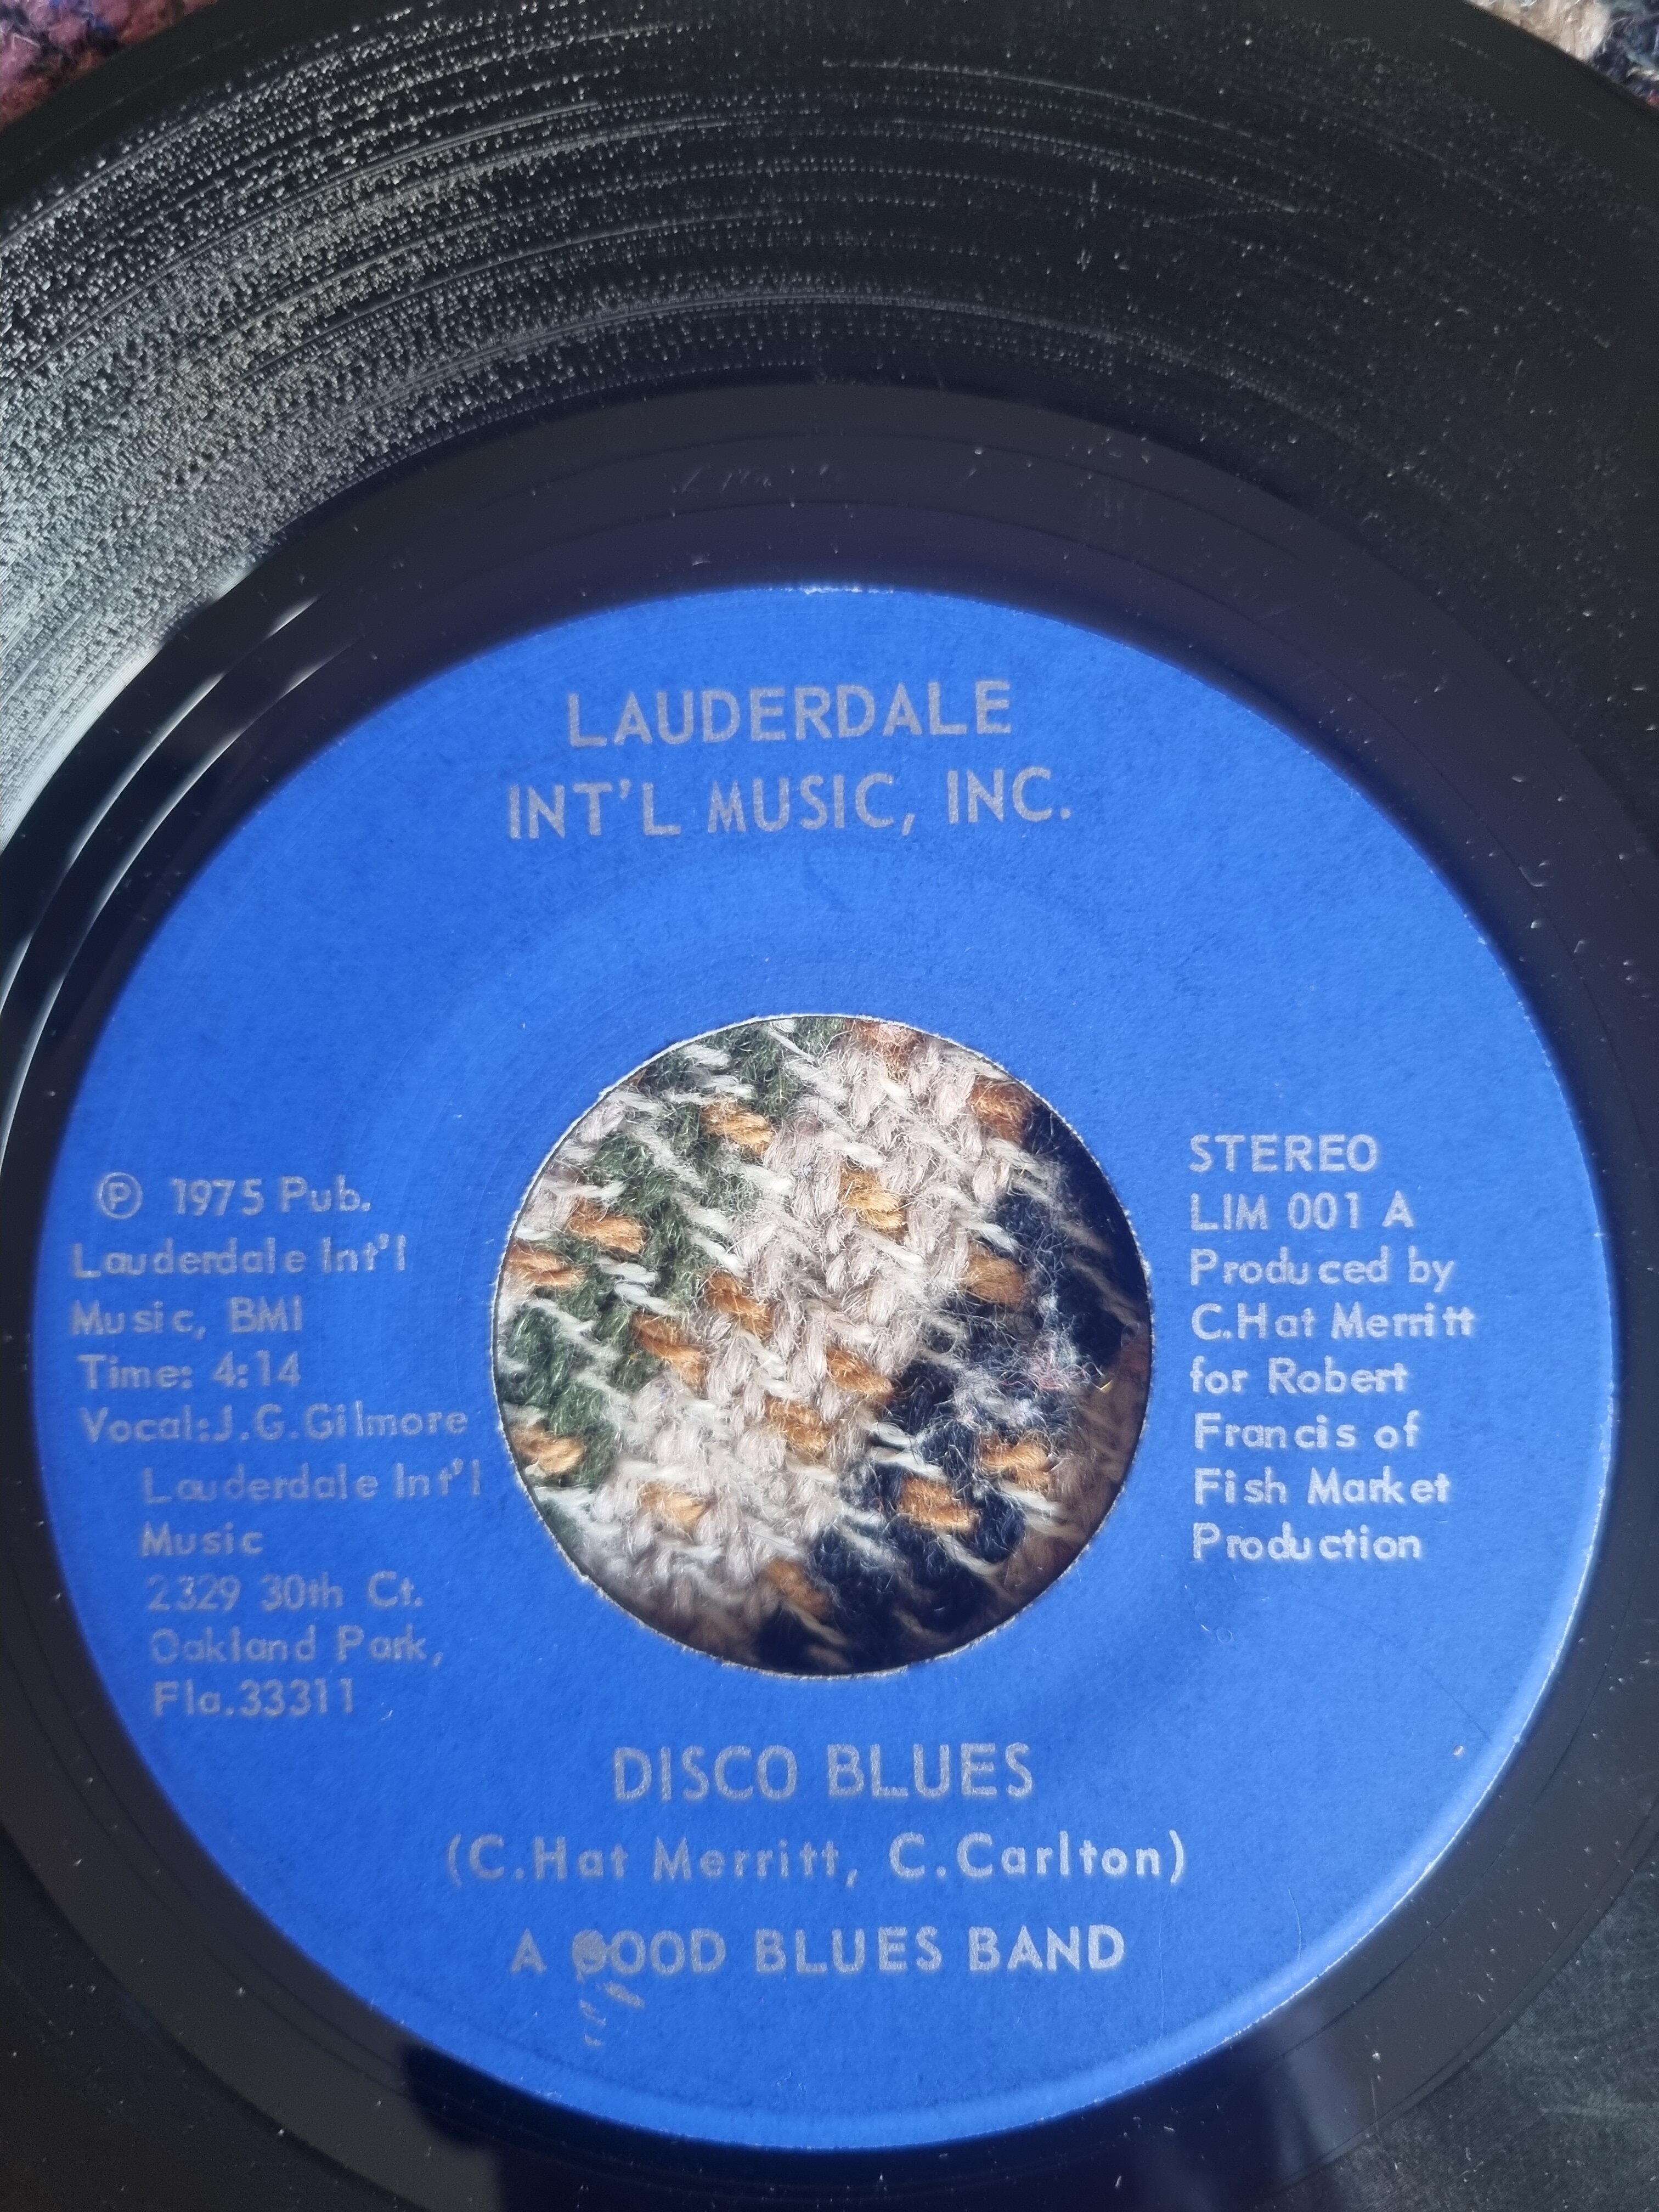 LAUDERDALE
INT'L MUSIC, INC.
Ⓟ 1975 Pub.
Lauderdale Int'l
Music, BMI
Time: 4:14
Vocal:J.G.Gilmore
Lauderdale Int'l
Music
2329 30th Ct.
Oakland Park,
Fla.33311
STEREO
LIM 001 A
Produced by
C.Hat Merritt
for Robert
Francis of
Fish Market
Production
DISCO BLUES
(C.Hat Merritt, C.Carlton)
A GOOD BLUES BAND